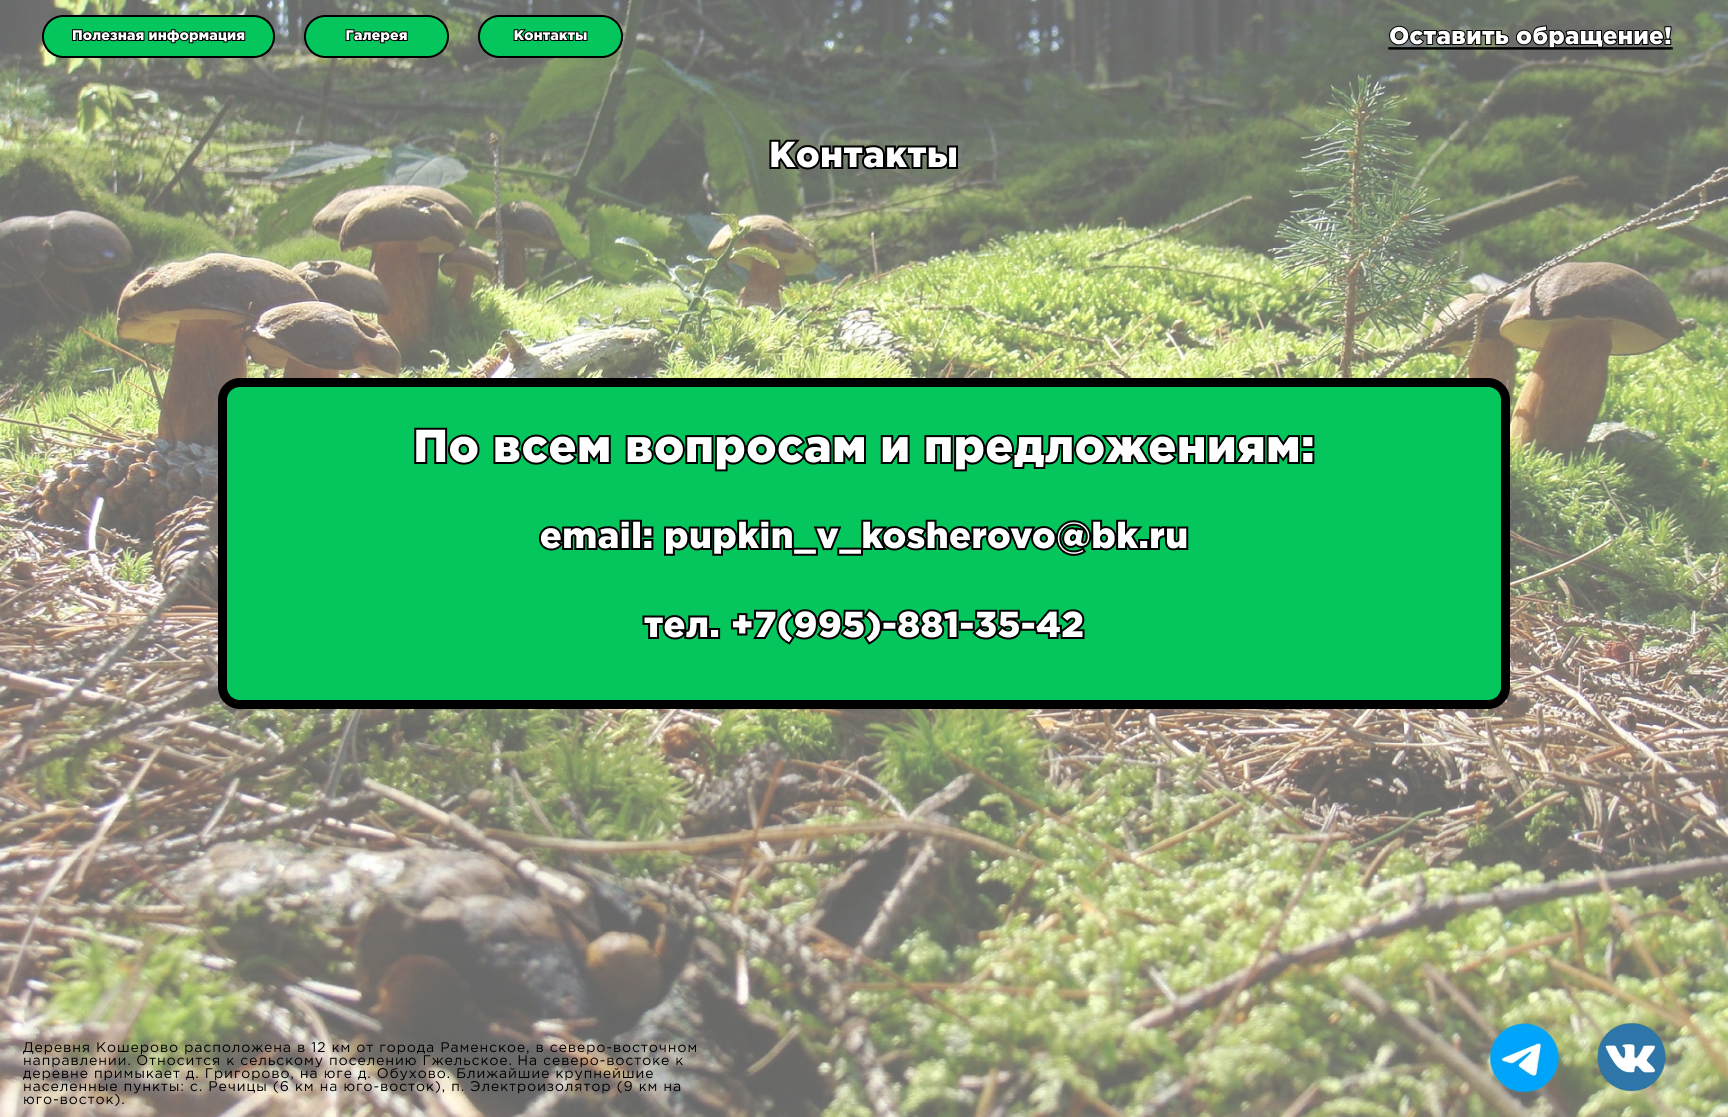 Полезная информация
Галерея
Контакты
Оставить обращение!
Контакты
По всем вопросам и предложениям:
email: pupkin_v_kosherovo@bk.ru
тел. +7(995)-881-35-42
Деревня Кошерово расположена в 12 км от города Раменское, в северо-восточном
направлении. Относится к сельскому поселению Гжельское. На северо-востоке к
деревне примыкает д. Григорово, на юге д. Обухово. Ближайшие крупнейшие
населенные пункты: с. Речицы (6 км на юго-восток), п. Электроизолятор (9 км на
юго-восток).